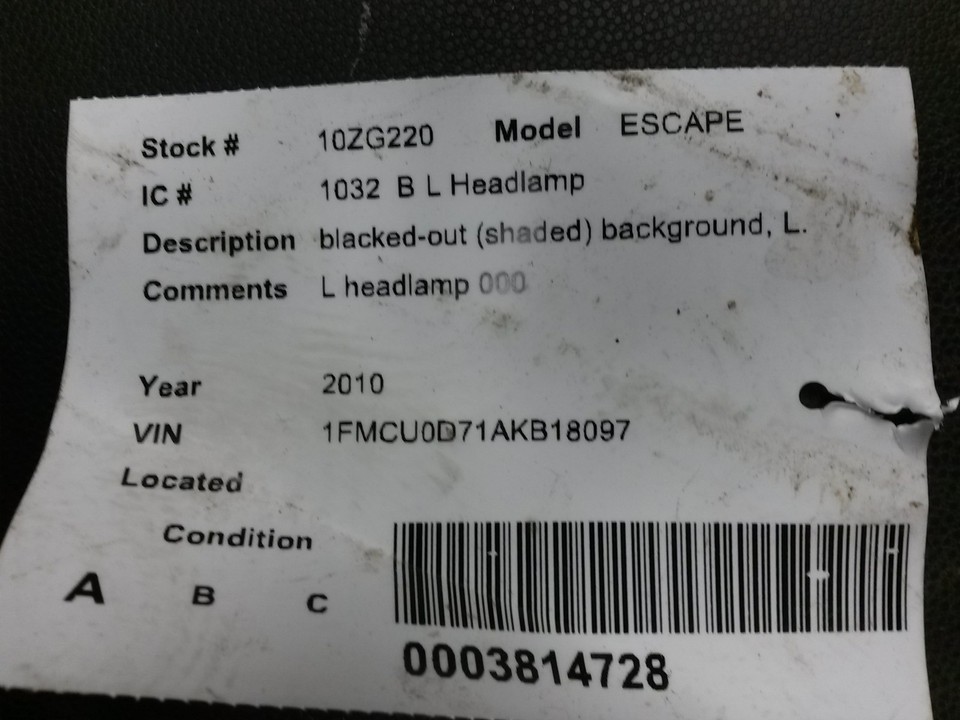 Stock # 10ZG220 Model ESCAPE
IC # 1032 B L Headlamp
Description blacked-out (shaded) background, L.
Comments L headlamp 000
Year 2010
VIN 1FMCU0D71AKB18097
Located
Condition
A B C
0003814728